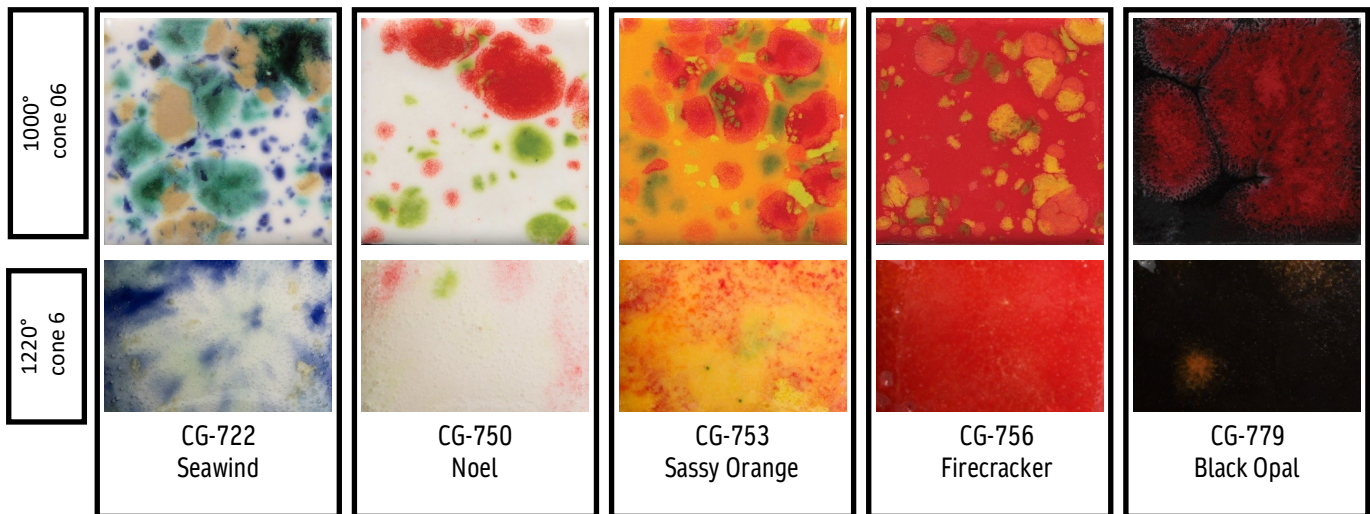 1000°
cone 06
1220°
cone 6
CG-722
Seawind
CG-750
Noel
CG-753
Sassy Orange
CG-756
Firecracker
CG-779
Black Opal